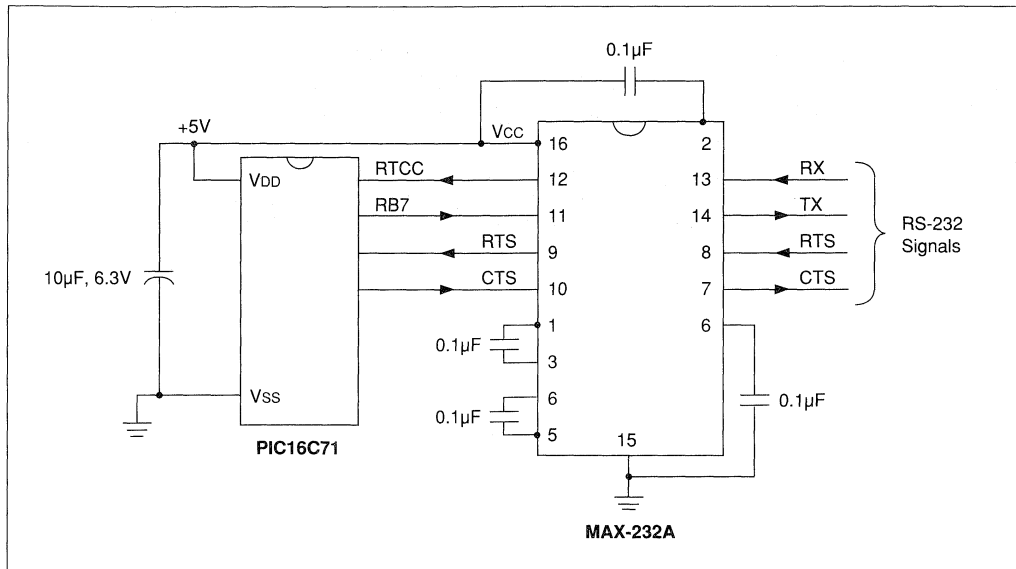 0.1µF
+5V
VCC
16
2
VDD
RTCC
12
13
RX
RB7
11
14
TX
RTS
9
8
RTS
RS-232
Signals
CTS
10
7
CTS
10µF, 6.3V
1
6
0.1µF
3
6
0.1µF
5
0.1µF
VSS
15
PIC16C71
MAX-232A